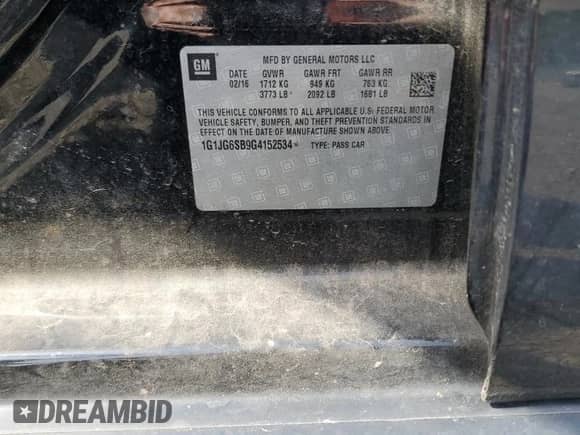 GM
MFD BY GENERAL MOTORS LLC
DATE GVWR GAWR FRT GAWR RR
02/16 1712 KG 949 KG 763 KG
3773 LB 2092 LB 1681 LB
THIS VEHICLE CONFORMS TO ALL APPLICABLE U.S. FEDERAL MOTOR
VEHICLE SAFETY, BUMPER, AND THEFT PREVENTION STANDARDS IN
EFFECT ON THE DATE OF MANUFACTURE SHOWN ABOVE.
1G1JG6SB9G4152534 TYPE: PASS CAR
DREAMBID